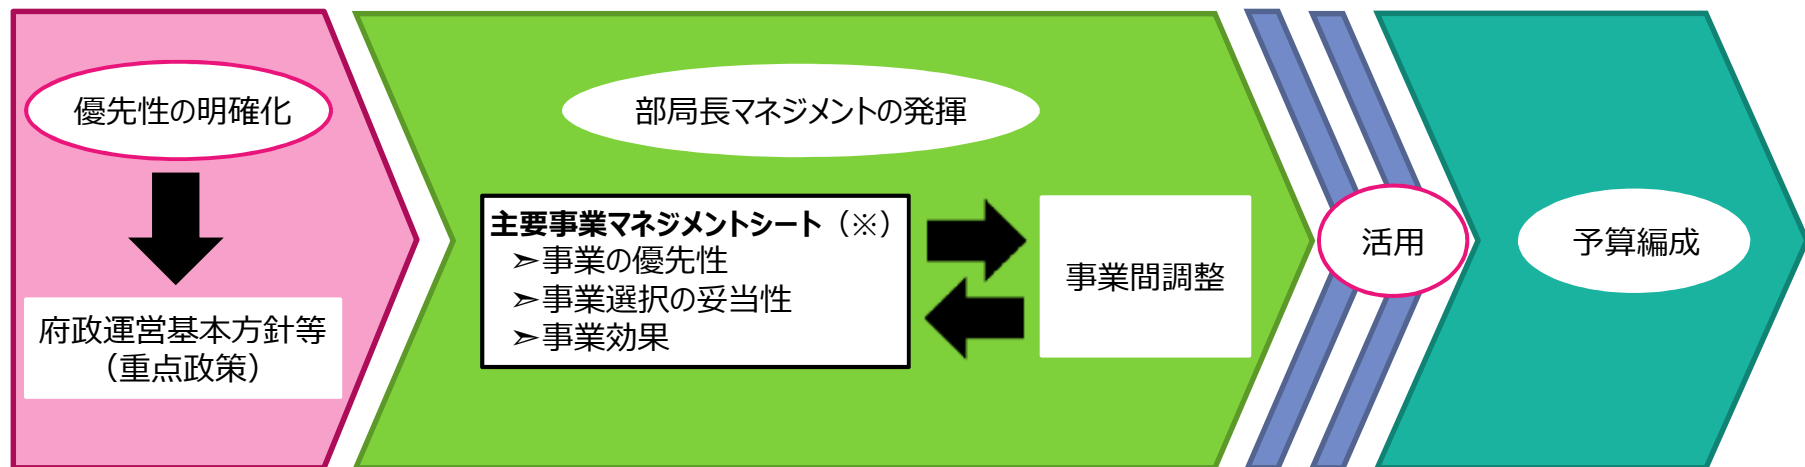 優先性の明確化
府政運営基本方針等
（重点政策）
部局長マネジメントの発揮
主要事業マネジメントシート（※）
➣事業の優先性
➣事業選択の妥当性
➣事業効果
事業間調整
活用
予算編成